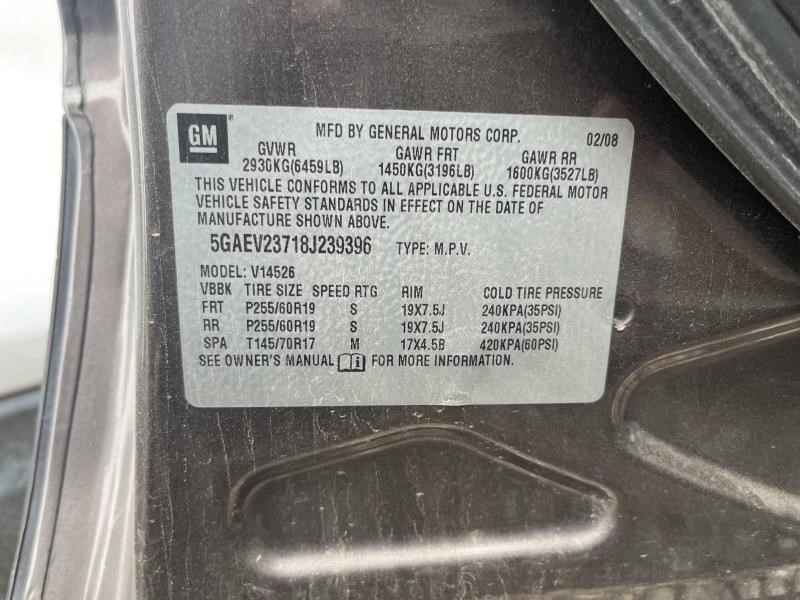 GM ®
MFD BY GENERAL MOTORS CORP. 02/08
GVWR GAWR FRT GAWR RR
2930KG(6459LB) 1450KG(3196LB) 1600KG(3527LB)
THIS VEHICLE CONFORMS TO ALL APPLICABLE U.S. FEDERAL MOTOR
VEHICLE SAFETY STANDARDS IN EFFECT ON THE DATE OF
MANUFACTURE SHOWN ABOVE.
5GAEV23718J239396 TYPE: M.P.V.
MODEL: V14526
VBBK TIRE SIZE SPEED RTG RIM COLD TIRE PRESSURE
FRT P255/60R19 S 19X7.5J 240KPA(35PSI)
RR P255/60R19 S 19X7.5J 240KPA(35PSI)
SPA T145/70R17 M 17X4.5B 420KPA(60PSI)
SEE OWNER'S MANUAL i FOR MORE INFORMATION.